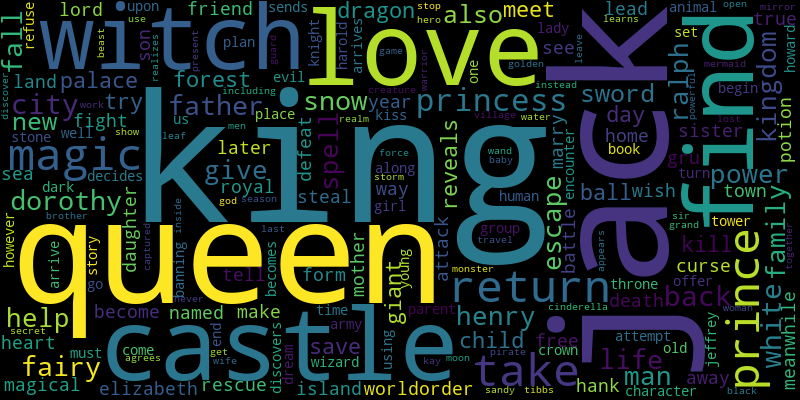 lord
upon
sends
friend
also
meet
lead
animal
mirror
open
use
stop
hero
learns
true
fall
refuse
witch
son
realizes
beast
plan
present
knight
harold
arrives
dragon
love
lady
see
one
game
guard
warrior
golden
instead
leave
jack
set
ralph
find
begin
mermaid
powerful
kingdom
howard
discover
land
palace
forest
evil
snow
year
princess
sword
city
try
father
including
place
kiss
creature
day
lost
new
work
fight
us
later
defeat
spell
realm
village
water
home
book
sister
potion
stone
well
show
men
king
along
reveals
wand
baby
marry
encounter
gru
turn
magic
leaf
give
way
force
storm
human
escape
ball
wish
power
town
sea
decides
royal
steal
girl
dark
dorothy
god
season
group
travel
battle
sir
grand
tower
family
however
brother
captured
inside
last
attack
appears
kill
together
queen
daughter
story
banning
tell
becomes
form
mother
giant
young
monster
return
curse
white
prince
arrive
go
never
throne
offer
death
back
help
become
named
make
time
parent
henry
jack
cinderella
woman
meanwhile
secret
castle
end
discovers
army
using
child
free
attempt
life
jeffrey
heart
must
come
agrees
get
wife
save
dream
wizard
kay
moon
pirate
crown
old
man
away
fairy
magical
elizabeth
rescue
island
worldorder
take
sandy
tibbs
hank
character
black